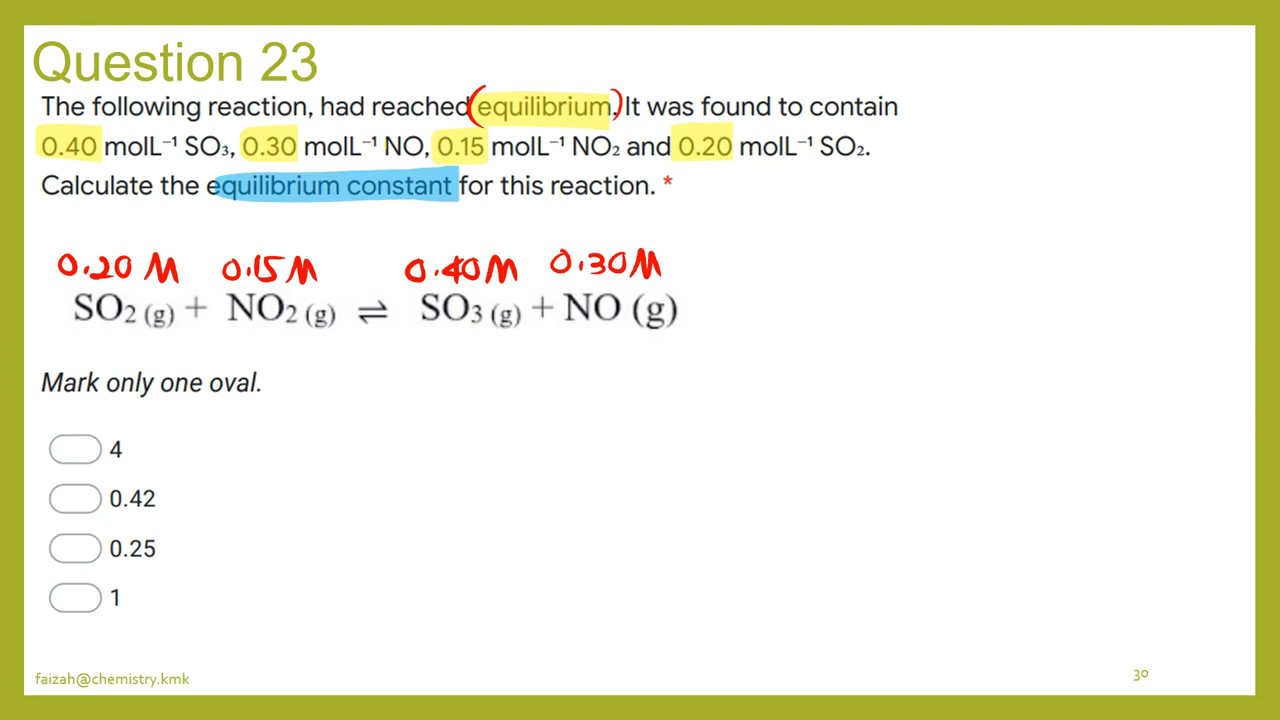 Question 23
The following reaction, had reached (equilibrium.) It was found to contain
0.40 molL⁻¹ SO₃, 0.30 molL⁻¹ NO, 0.15 molL⁻¹ NO₂ and 0.20 molL⁻¹ SO₂.
Calculate the equilibrium constant for this reaction. *
0.20 M 0.15 M 0.40 M 0.30 M
SO₂ (g) + NO₂ (g) ⇌ SO₃ (g) + NO (g)
Mark only one oval.
4
0.42
0.25
1
faizah@chemistry.kmk
30